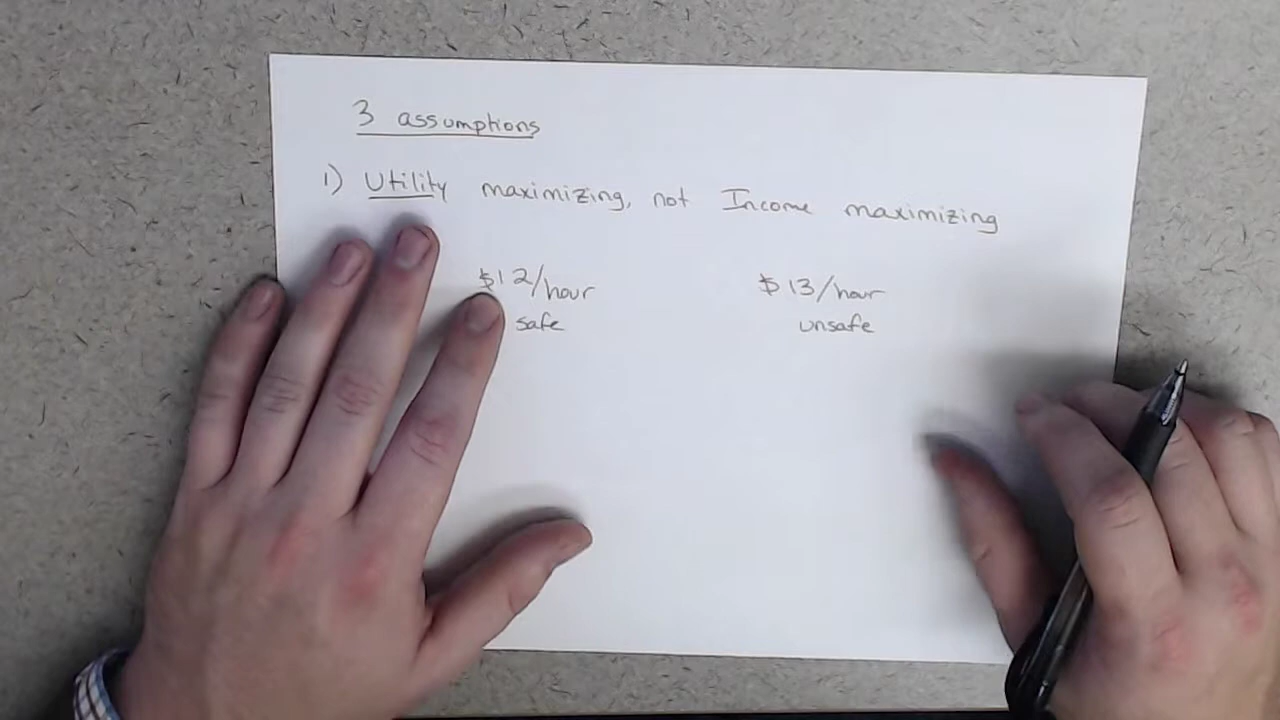 3 assumptions
1) Utility maximizing, not Income maximizing
$12/hour $13/hour
safe unsafe